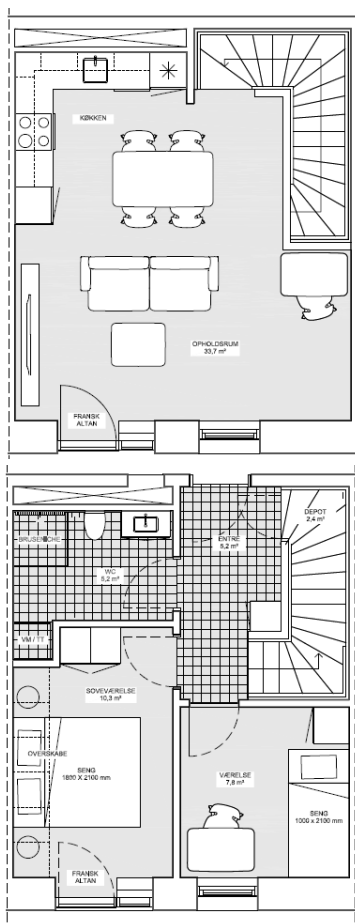 KØKKEN
OPHOLDSRUM
33,7 m²
FRANSK
ALTAN
DEPOT
2,4 m²
BRUSENICHE
ENTRE
5,2 m²
WC
5,2 m²
VM / TT
SOVEVÆRELSE
10,3 m²
OVERSKABE
SENG
1800 X 2100 mm
VÆRELSE
7,8 m²
SENG
1000 x 2100 mm
FRANSK
ALTAN